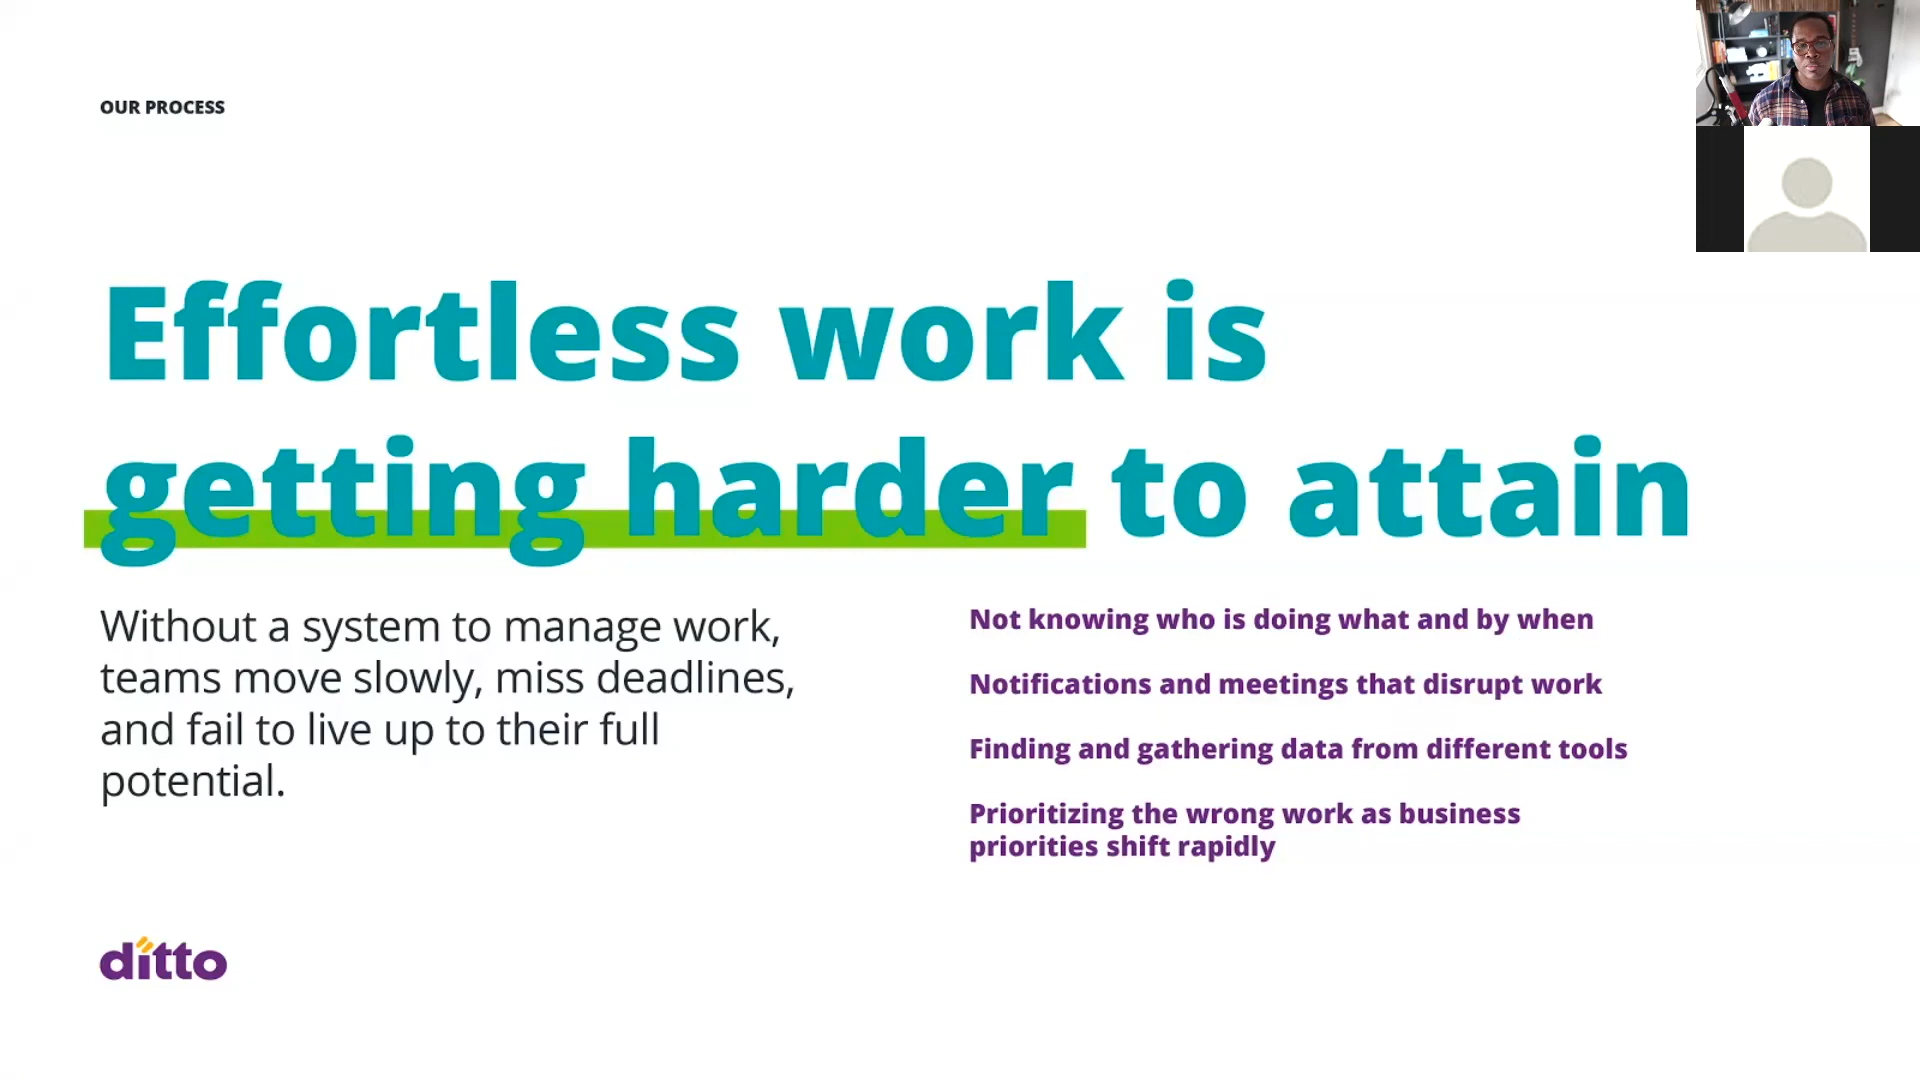 OUR PROCESS
Effortless work is
getting harder to attain
Without a system to manage work,
teams move slowly, miss deadlines,
and fail to live up to their full
potential.
Not knowing who is doing what and by when
Notifications and meetings that disrupt work
Finding and gathering data from different tools
Prioritizing the wrong work as business
priorities shift rapidly
ditto